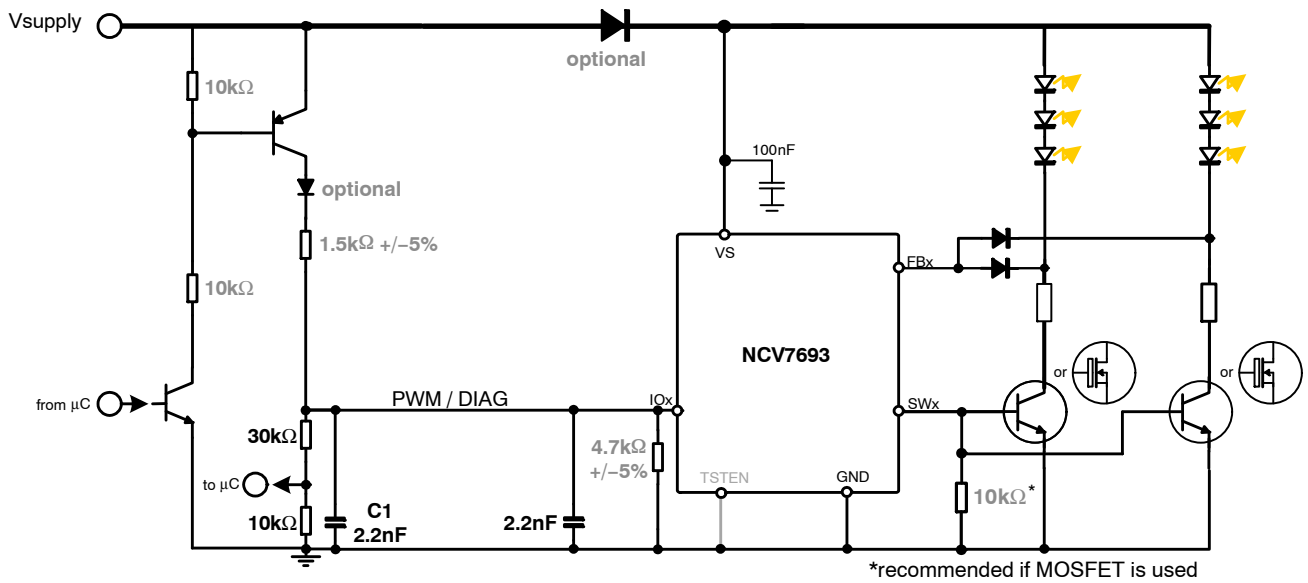 Vsupply
optional
10kΩ
100nF
optional
1.5kΩ +/−5%
VS
FBx
10kΩ
NCV7693
or
or
from μC
PWM / DIAG
IOx
SWx
30kΩ
4.7kΩ
+/−5%
TSTEN
GND
to μC
10kΩ*
C1
2.2nF
10kΩ
2.2nF
*recommended if MOSFET is used